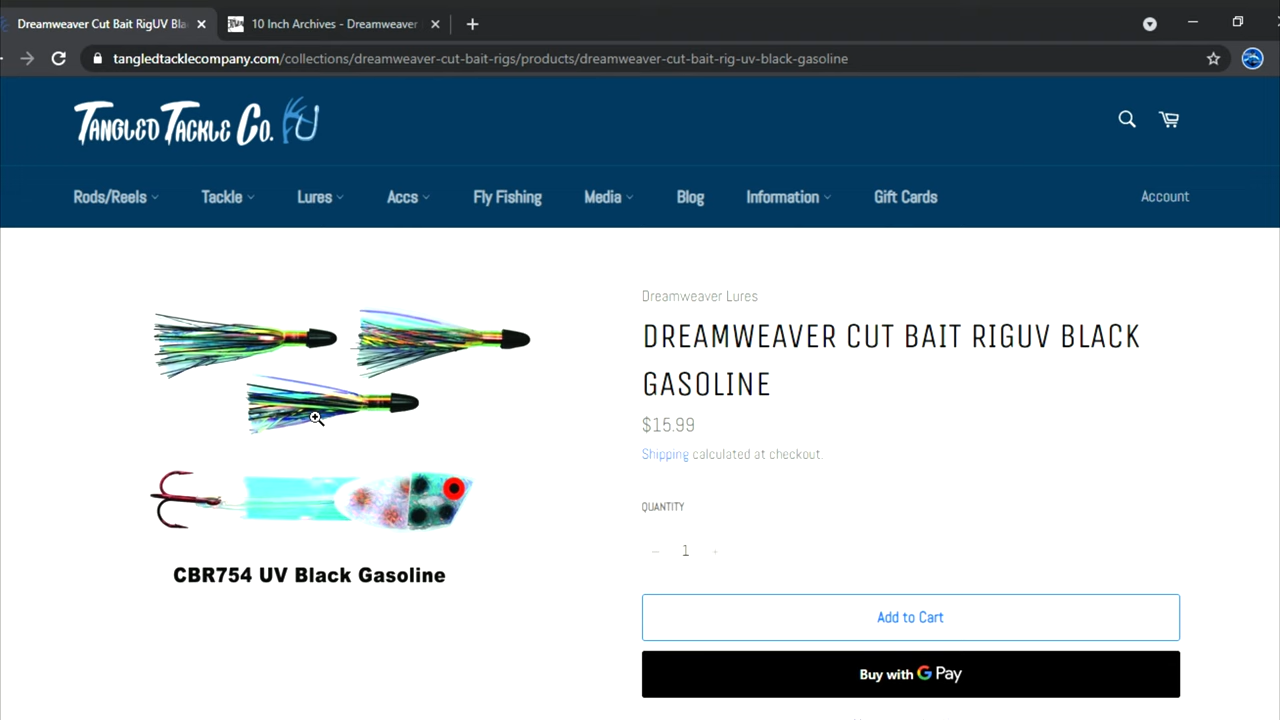 Dreamweaver Cut Bait RigUV Bla
10 Inch Archives - Dreamweaver
tangledtacklecompany.com/collections/dreamweaver-cut-bait-rigs/products/dreamweaver-cut-bait-rig-uv-black-gasoline
Tangled Tackle Co.
Rods/Reels Tackle Lures Accs Fly Fishing Media Blog Information Gift Cards Account
Dreamweaver Lures
DREAMWEAVER CUT BAIT RIGUV BLACK
GASOLINE
$15.99
Shipping calculated at checkout.
QUANTITY
− 1 +
Add to Cart
Buy with G Pay
CBR754 UV Black Gasoline